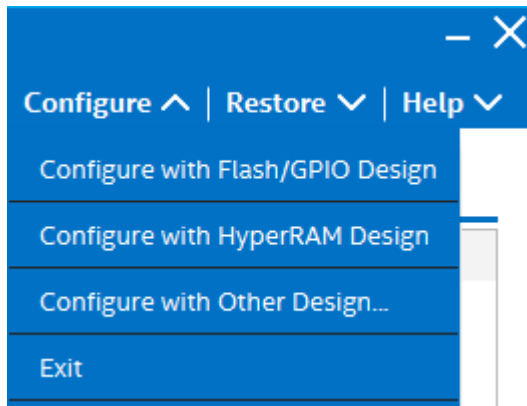 Configure | Restore | Help
Configure with Flash/GPIO Design
Configure with HyperRAM Design
Configure with Other Design...
Exit